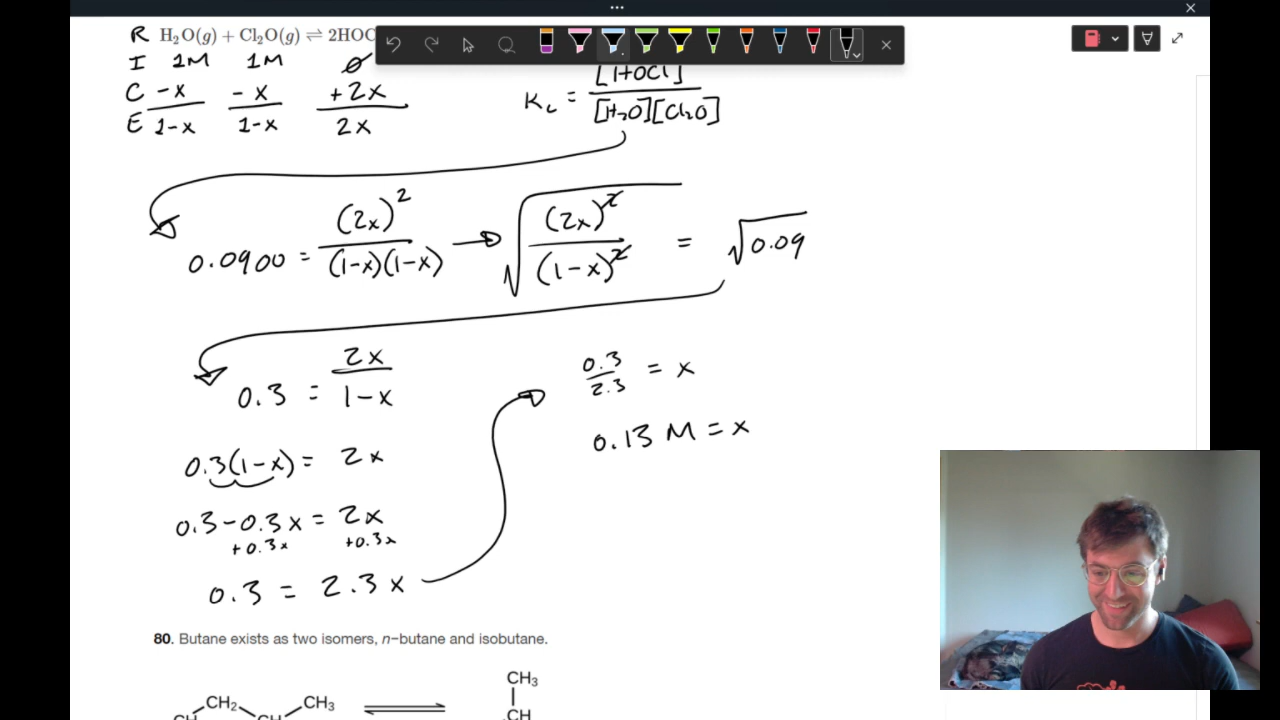 R H₂O(g) + Cl₂O(g) ⇌ 2HOC
I 1M 1M ∅
C -x -x +2x
E 1-x 1-x 2x
Kc = [HOCl] / [H₂O][Cl₂O]
0.0900 = (2x)² / (1-x)(1-x) → √((2x)² / (1-x)²) = √0.09
0.3 = 2x / 1-x
0.3(1-x) = 2x
0.3-0.3x = 2x
+0.3x +0.3x
0.3 = 2.3x
0.3 / 2.3 = x
0.13 M = x
80. Butane exists as two isomers, n−butane and isobutane.
CH₃
CH₂ CH₃
CH